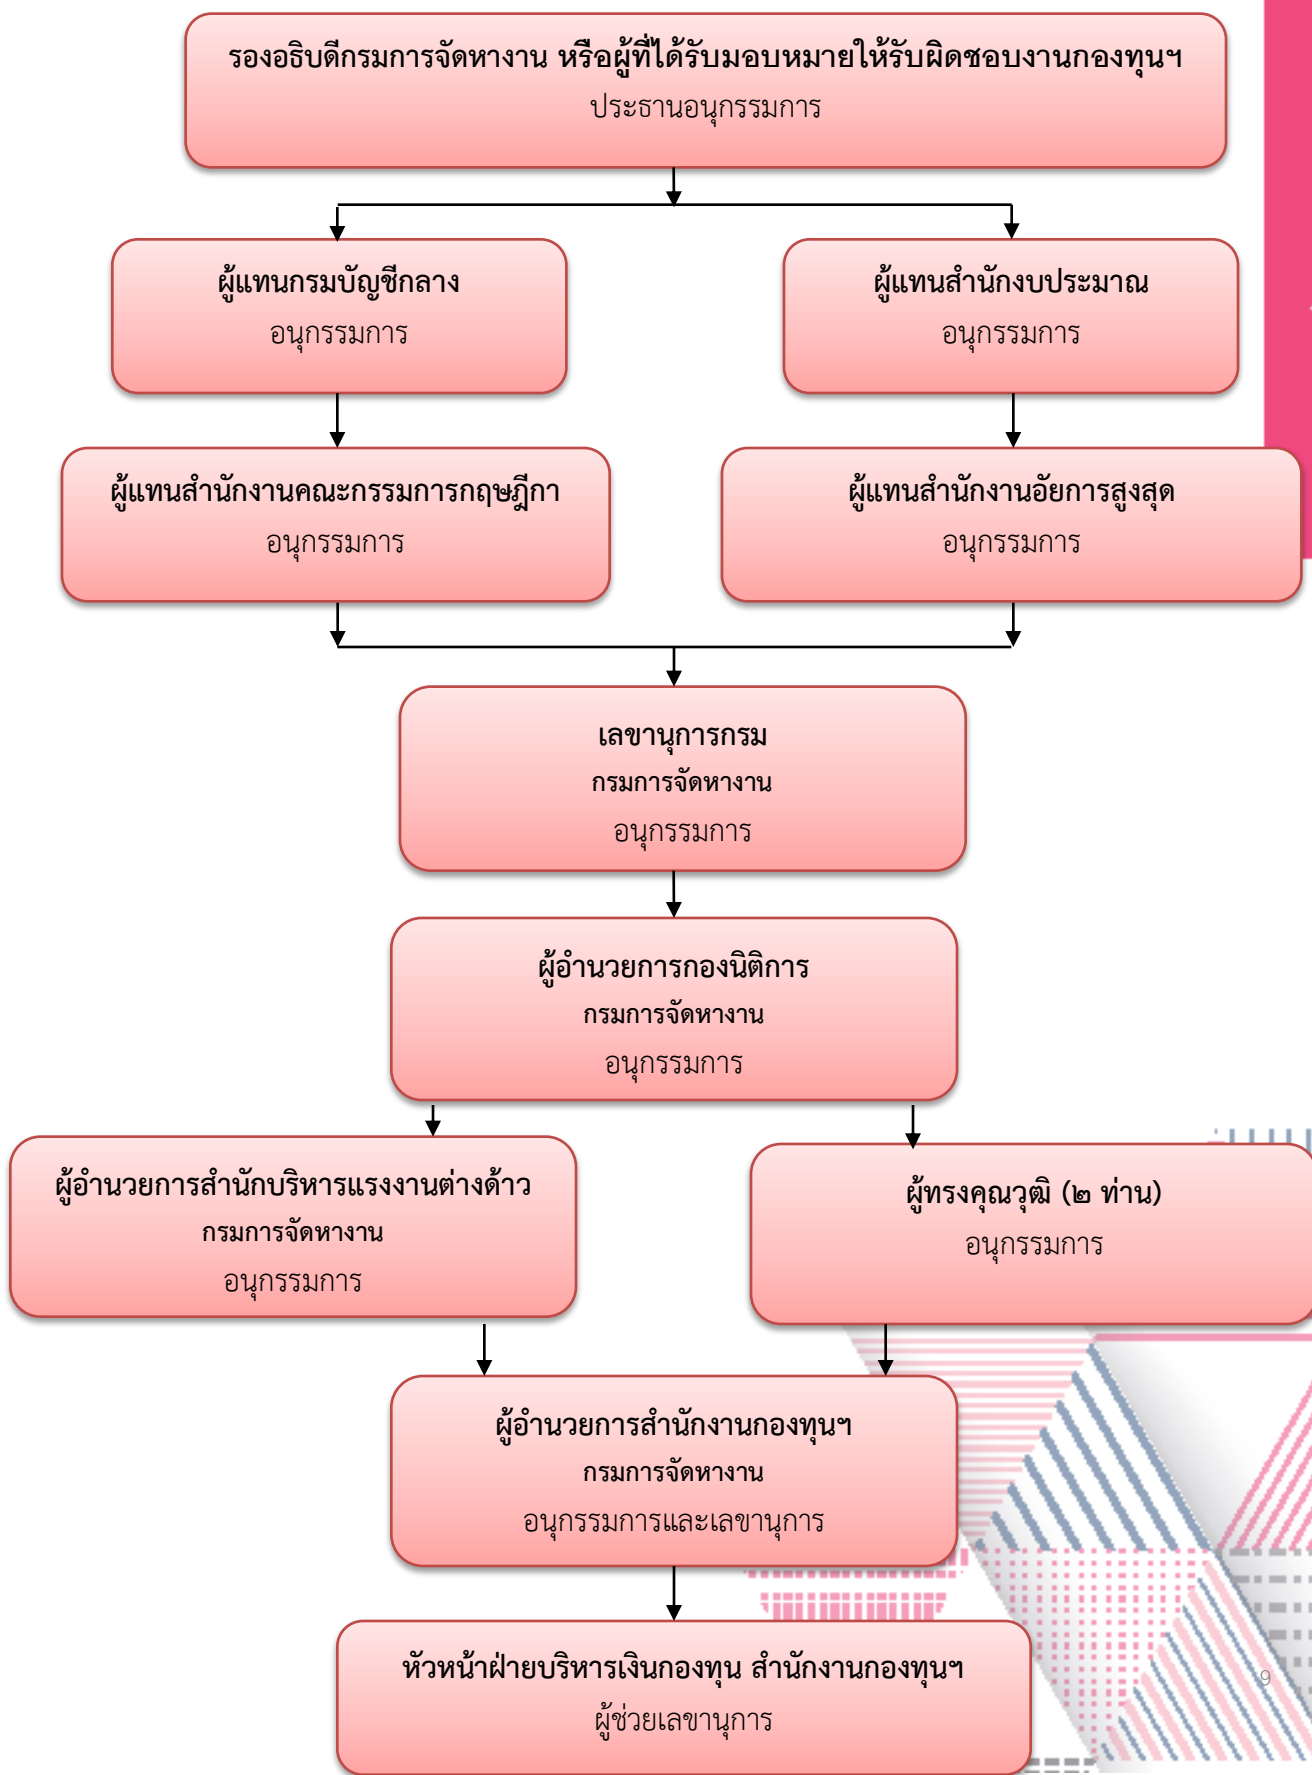 รองอธิบดีกรมการจัดหางาน หรือผู้ที่ได้รับมอบหมายให้รับผิดชอบงานกองทุนฯ
ประธานอนุกรรมการ
ผู้แทนกรมบัญชีกลาง
อนุกรรมการ
ผู้แทนสำนักงบประมาณ
อนุกรรมการ
ผู้แทนสำนักงานคณะกรรมการกฤษฎีกา
อนุกรรมการ
ผู้แทนสำนักงานอัยการสูงสุด
อนุกรรมการ
เลขานุการกรม
กรมการจัดหางาน
อนุกรรมการ
ผู้อำนวยการกองนิติการ
กรมการจัดหางาน
อนุกรรมการ
ผู้อำนวยการสำนักบริหารแรงงานต่างด้าว
กรมการจัดหางาน
อนุกรรมการ
ผู้ทรงคุณวุฒิ (๒ ท่าน)
อนุกรรมการ
ผู้อำนวยการสำนักงานกองทุนฯ
กรมการจัดหางาน
อนุกรรมการและเลขานุการ
หัวหน้าฝ่ายบริหารเงินกองทุน สำนักงานกองทุนฯ
ผู้ช่วยเลขานุการ
9